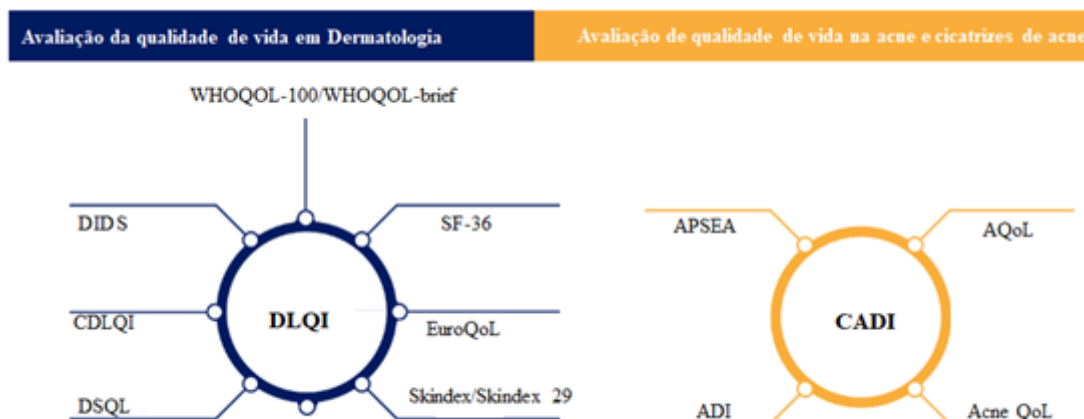 Avaliação da qualidade de vida em Dermatologia
Avaliação de qualidade de vida na acne e cicatrizes de acne
WHOQOL-100/WHOQOL-brief
DIDS
SF-36
CDLQI
DLQI
EuroQoL
DSQL
Skindex/Skindex 29
APSEA
AQoL
CADI
ADI
Acne QoL